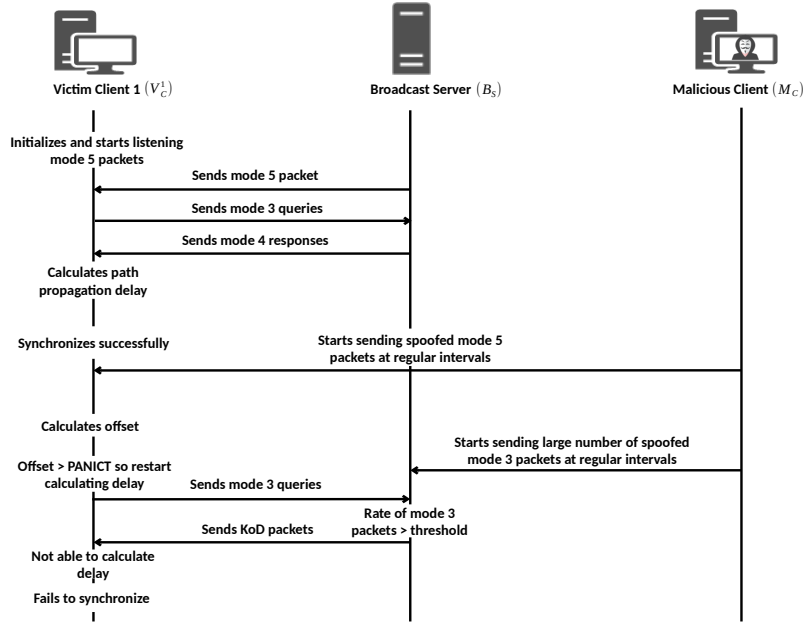 Victim Client 1 (V_C^1)
Broadcast Server (B_S)
Malicious Client (M_C)
Initializes and starts listening
mode 5 packets
Sends mode 5 packet
Sends mode 3 queries
Sends mode 4 responses
Calculates path
propagation delay
Synchronizes successfully
Starts sending spoofed mode 5
packets at regular intervals
Calculates offset
Starts sending large number of spoofed
mode 3 packets at regular intervals
Offset > PANICT so restart
calculating delay
Sends mode 3 queries
Rate of mode 3
packets > threshold
Sends KoD packets
Not able to calculate
delay
Fails to synchronize